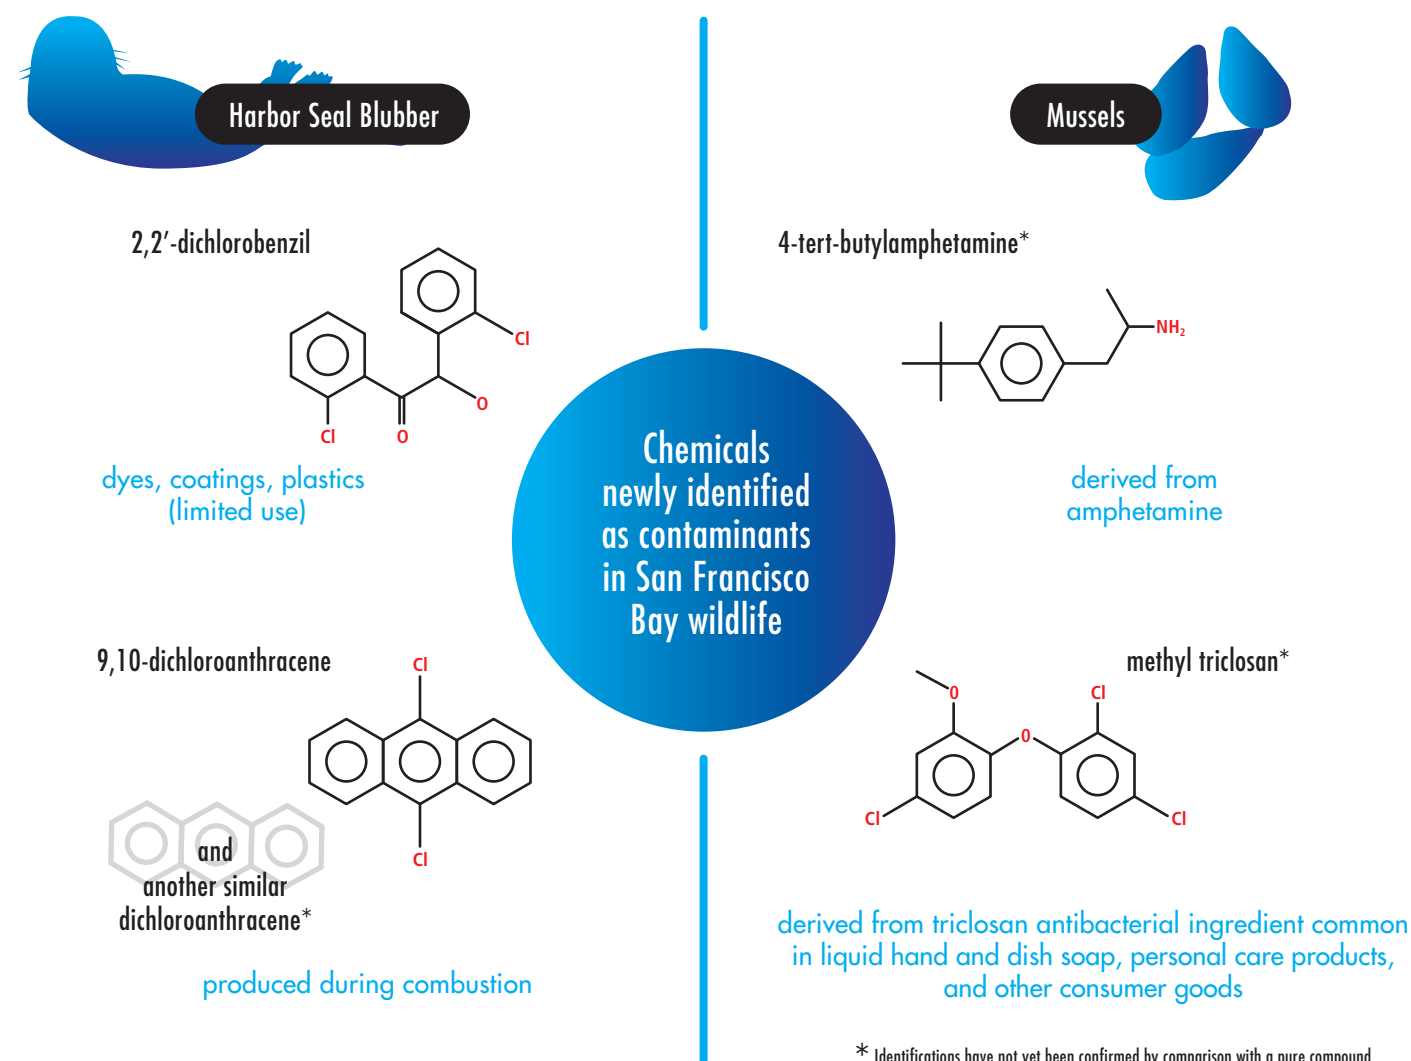 Harbor Seal Blubber
Mussels
2,2′-dichlorobenzil
Cl
Cl
O
O
dyes, coatings, plastics
(limited use)
4-tert-butylamphetamine*
NH₂
derived from
amphetamine
Chemicals
newly identified
as contaminants
in San Francisco
Bay wildlife
9,10-dichloroanthracene
Cl
Cl
and
another similar
dichloroanthracene*
produced during combustion
methyl triclosan*
O
Cl
O
Cl
Cl
derived from triclosan antibacterial ingredient common
in liquid hand and dish soap, personal care products,
and other consumer goods
* Identifications have not yet been confirmed by comparison with a pure compound